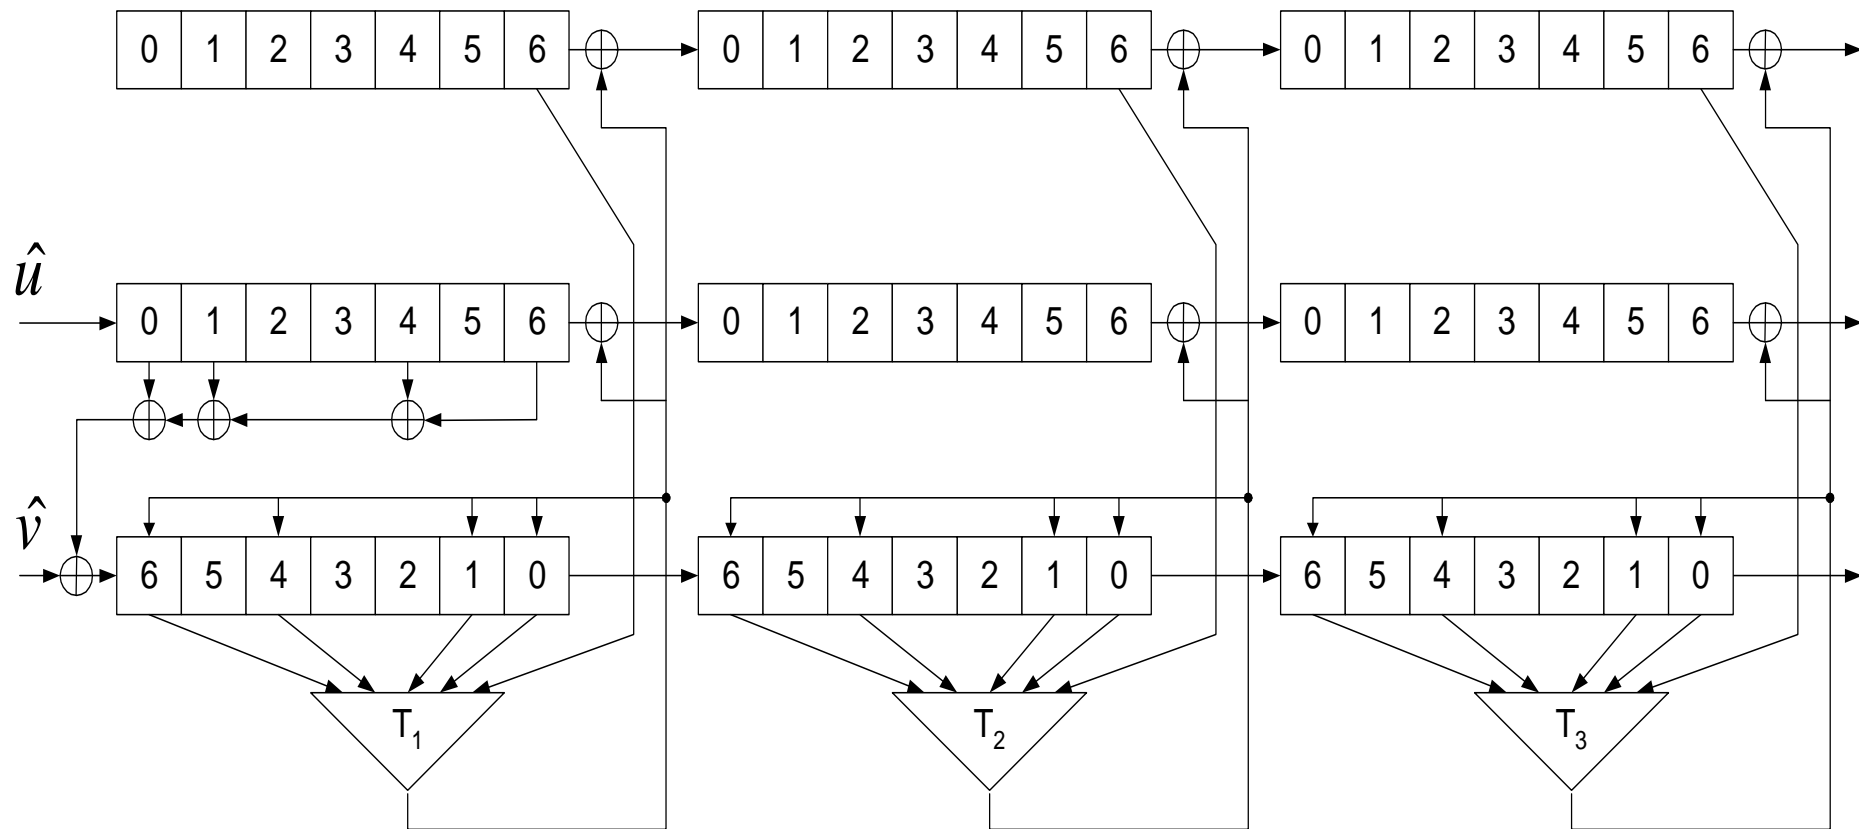 0 1 2 3 4 5 6 0 1 2 3 4 5 6 0 1 2 3 4 5 6
û
0 1 2 3 4 5 6 0 1 2 3 4 5 6 0 1 2 3 4 5 6
v̂
6 5 4 3 2 1 0 6 5 4 3 2 1 0 6 5 4 3 2 1 0
T₁ T₂ T₃